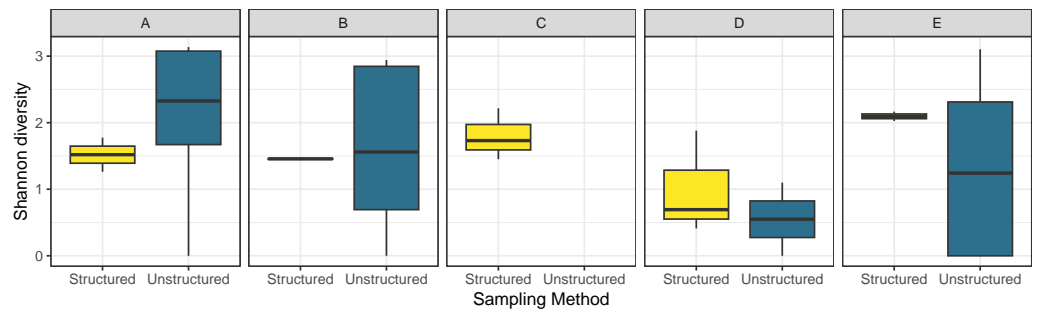 A B C D E
Shannon diversity
3
2
1
0
Structured Unstructured Structured Unstructured Structured Unstructured Structured Unstructured Structured Unstructured
Sampling Method